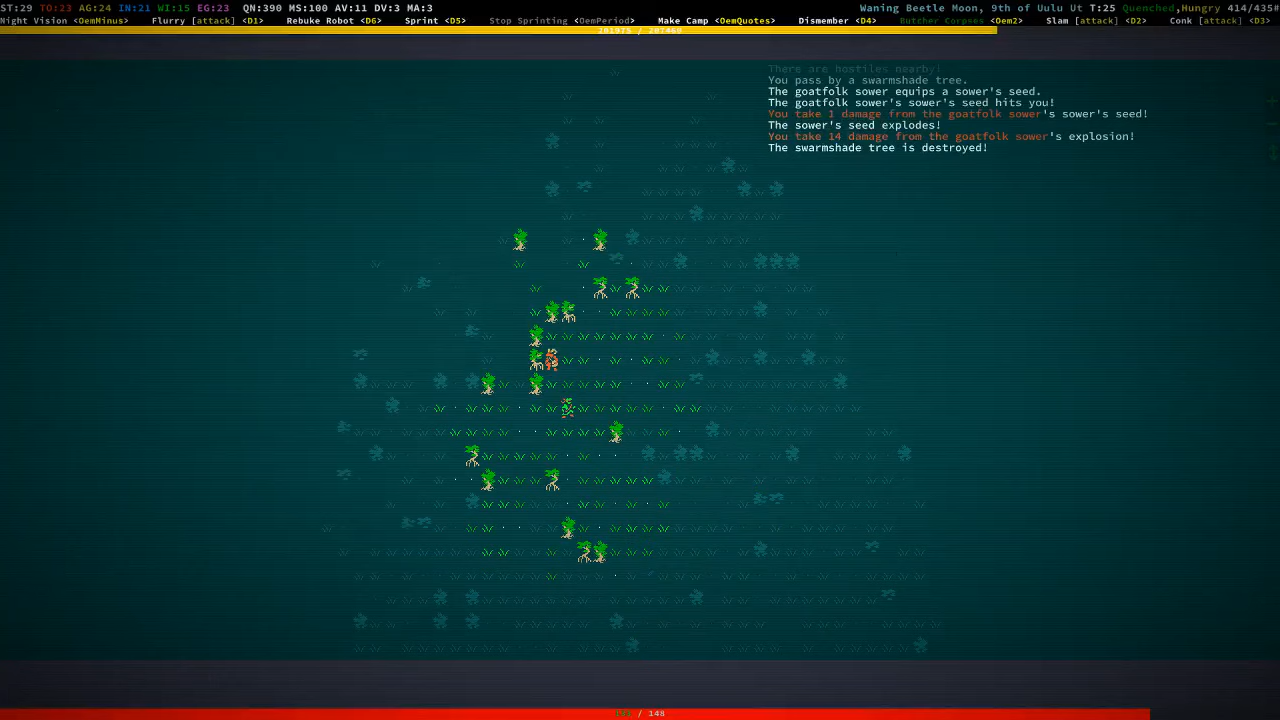 ST:29 TO:23 AG:24 IN:21 WI:15 EG:23 QN:390 MS:100 AV:11 DV:3 MA:3 Waning Beetle Moon, 9th of Uulu Ut T:25 Quenched,Hungry 414/435#
Night Vision <OemMinus> Flurry [attack] <D1> Rebuke Robot <D6> Sprint <D5> Stop Sprinting <OemPeriod> Make Camp <OemQuotes> Dismember <D4> Butcher Corpses <Oem2> Slam [attack] <D2> Conk [attack] <D3>
There are hostiles nearby!
You pass by a swarmshade tree.
The goatfolk sower equips a sower's seed.
The goatfolk sower's sower's seed hits you!
You take 1 damage from the goatfolk sower's sower's seed!
The sower's seed explodes!
You take 14 damage from the goatfolk sower's explosion!
The swarmshade tree is destroyed!
/ 148